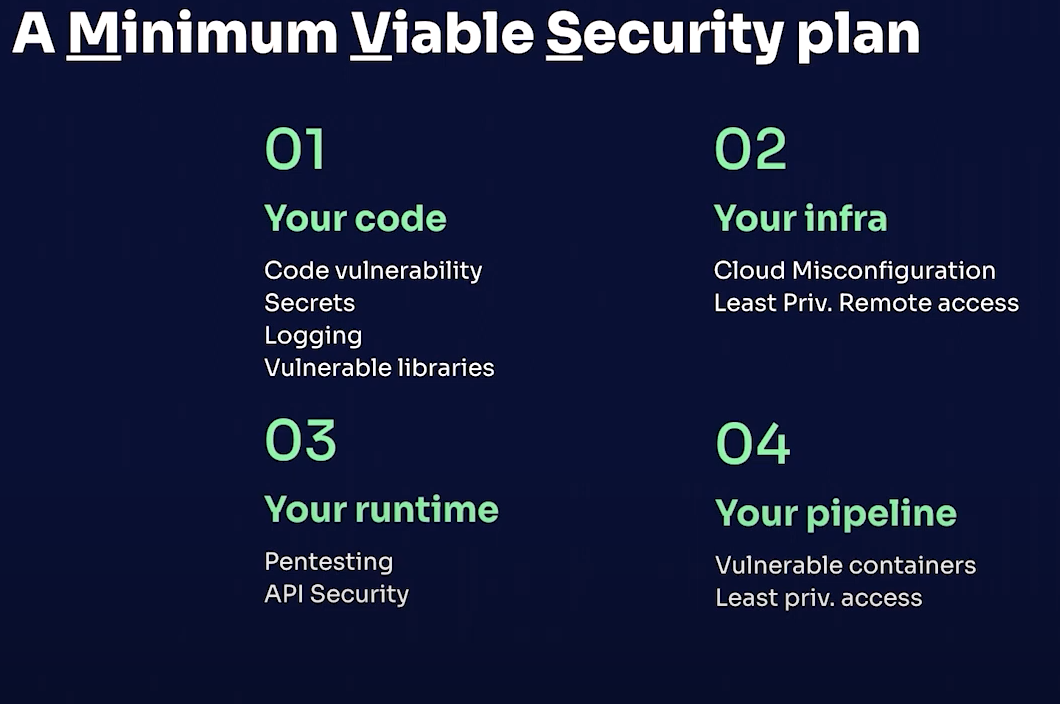 A Minimum Viable Security plan
01
Your code
Code vulnerability
Secrets
Logging
Vulnerable libraries
02
Your infra
Cloud Misconfiguration
Least Priv. Remote access
03
Your runtime
Pentesting
API Security
04
Your pipeline
Vulnerable containers
Least priv. access